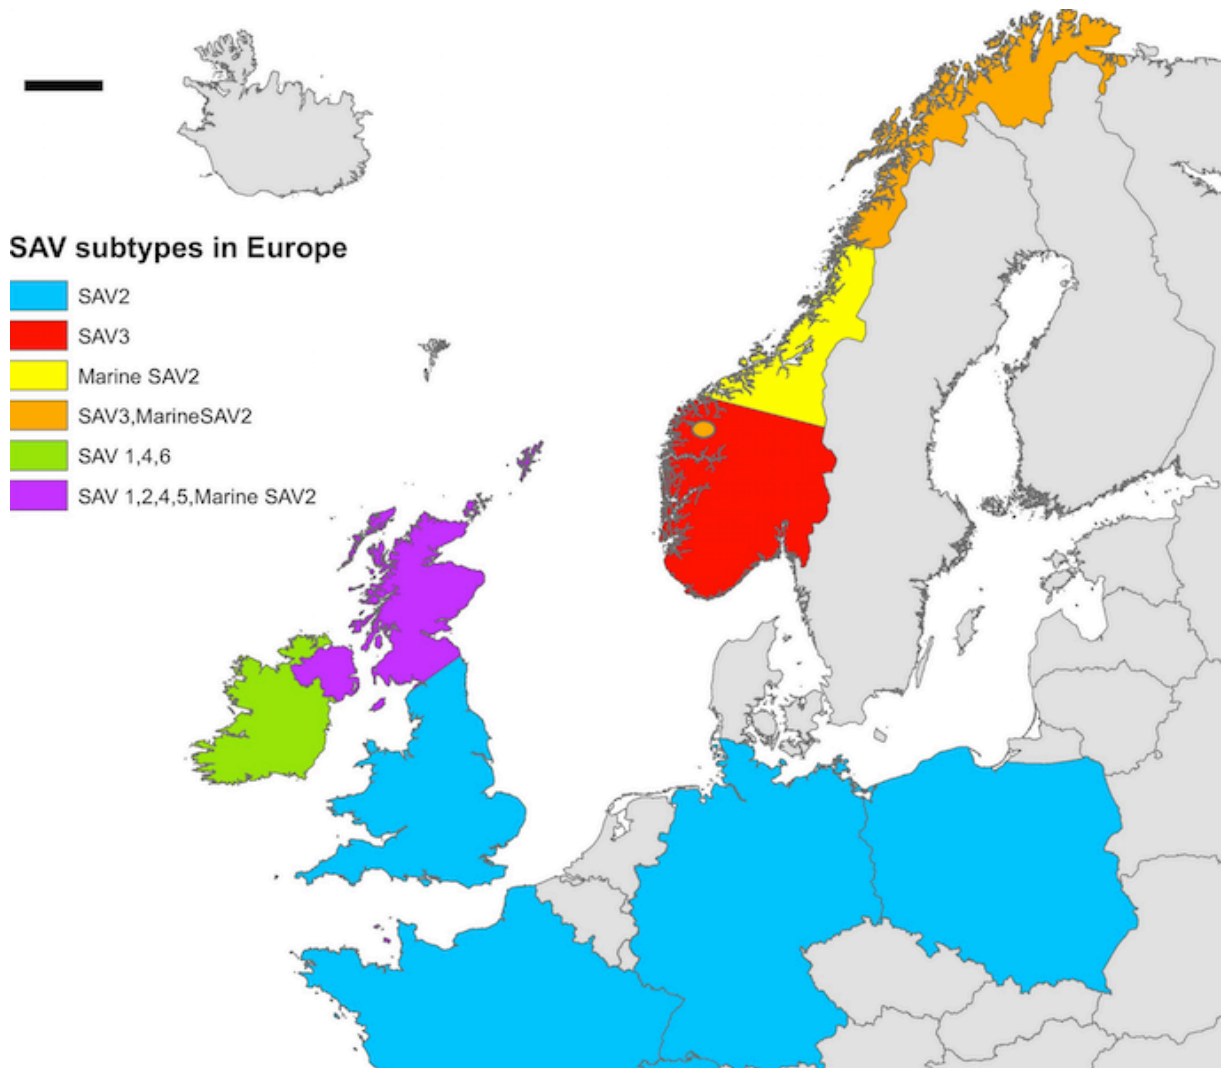 SAV subtypes in Europe
SAV2
SAV3
Marine SAV2
SAV3,MarineSAV2
SAV 1,4,6
SAV 1,2,4,5,Marine SAV2